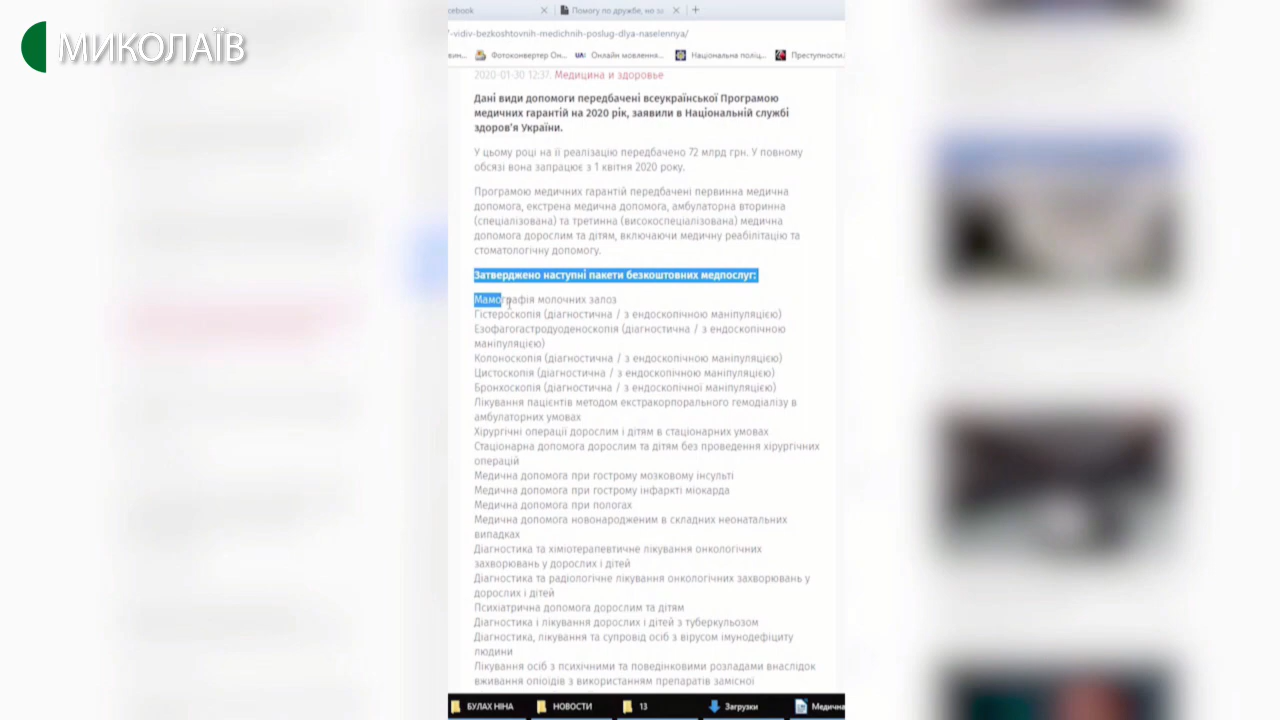 МИКОЛАЇВ
cebook
Помогу по дружбе, но за
-vidiv-bezkoshtovnih-medichnih-poslug-dlya-naselennya/
вин...
Фотоконвертер Он...
UA: Онлайн мовлення...
Національна поліц...
Преступности.
2020-01-30 12:37. Медицина и здоровье
Дані види допомоги передбачені всеукраїнської Програмою
медичних гарантій на 2020 рік, заявили в Національній службі
здоров'я України.
У цьому році на її реалізацію передбачено 72 млрд грн. У повному
обсязі вона запрацює з 1 квітня 2020 року.
Програмою медичних гарантій передбачені первинна медична
допомога, екстрена медична допомога, амбулаторна вторинна
(спеціалізована) та третинна (високоспеціалізована) медична
допомога дорослим та дітям, включаючи медичну реабілітацію та
стоматологічну допомогу.
Затверджено наступні пакети безкоштовних медпослуг:
Мамографія молочних залоз
Гістероскопія (діагностична / з ендоскопічною маніпуляцією)
Езофагогастродуоденоскопія (діагностична / з ендоскопічною
маніпуляцією)
Колоноскопія (діагностична / з ендоскопічною маніпуляцією)
Цистоскопія (діагностична / з ендоскопічною маніпуляцією)
Бронхоскопія (діагностична / з ендоскопічної маніпуляцією)
Лікування пацієнтів методом екстракорпорального гемодіалізу в
амбулаторних умовах
Хірургічні операції дорослим і дітям в стаціонарних умовах
Стаціонарна допомога дорослим та дітям без проведення хірургічних
операцій
Медична допомога при гострому мозковому інсульті
Медична допомога при гострому інфаркті міокарда
Медична допомога при пологах
Медична допомога новонародженим в складних неонатальних
випадках
Діагностика та хіміотерапевтичне лікування онкологічних
захворювань у дорослих і дітей
Діагностика та радіологічне лікування онкологічних захворювань у
дорослих і дітей
Психіатрична допомога дорослим та дітям
Діагностика і лікування дорослих і дітей з туберкульозом
Діагностика, лікування та супровід осіб з вірусом імунодефіциту
людини
Лікування осіб з психічними та поведінковими розладами внаслідок
вживання опіоїдів з використанням препаратів замісної
БУЛАХ НІНА
НОВОСТИ
13
Загрузки
Медична